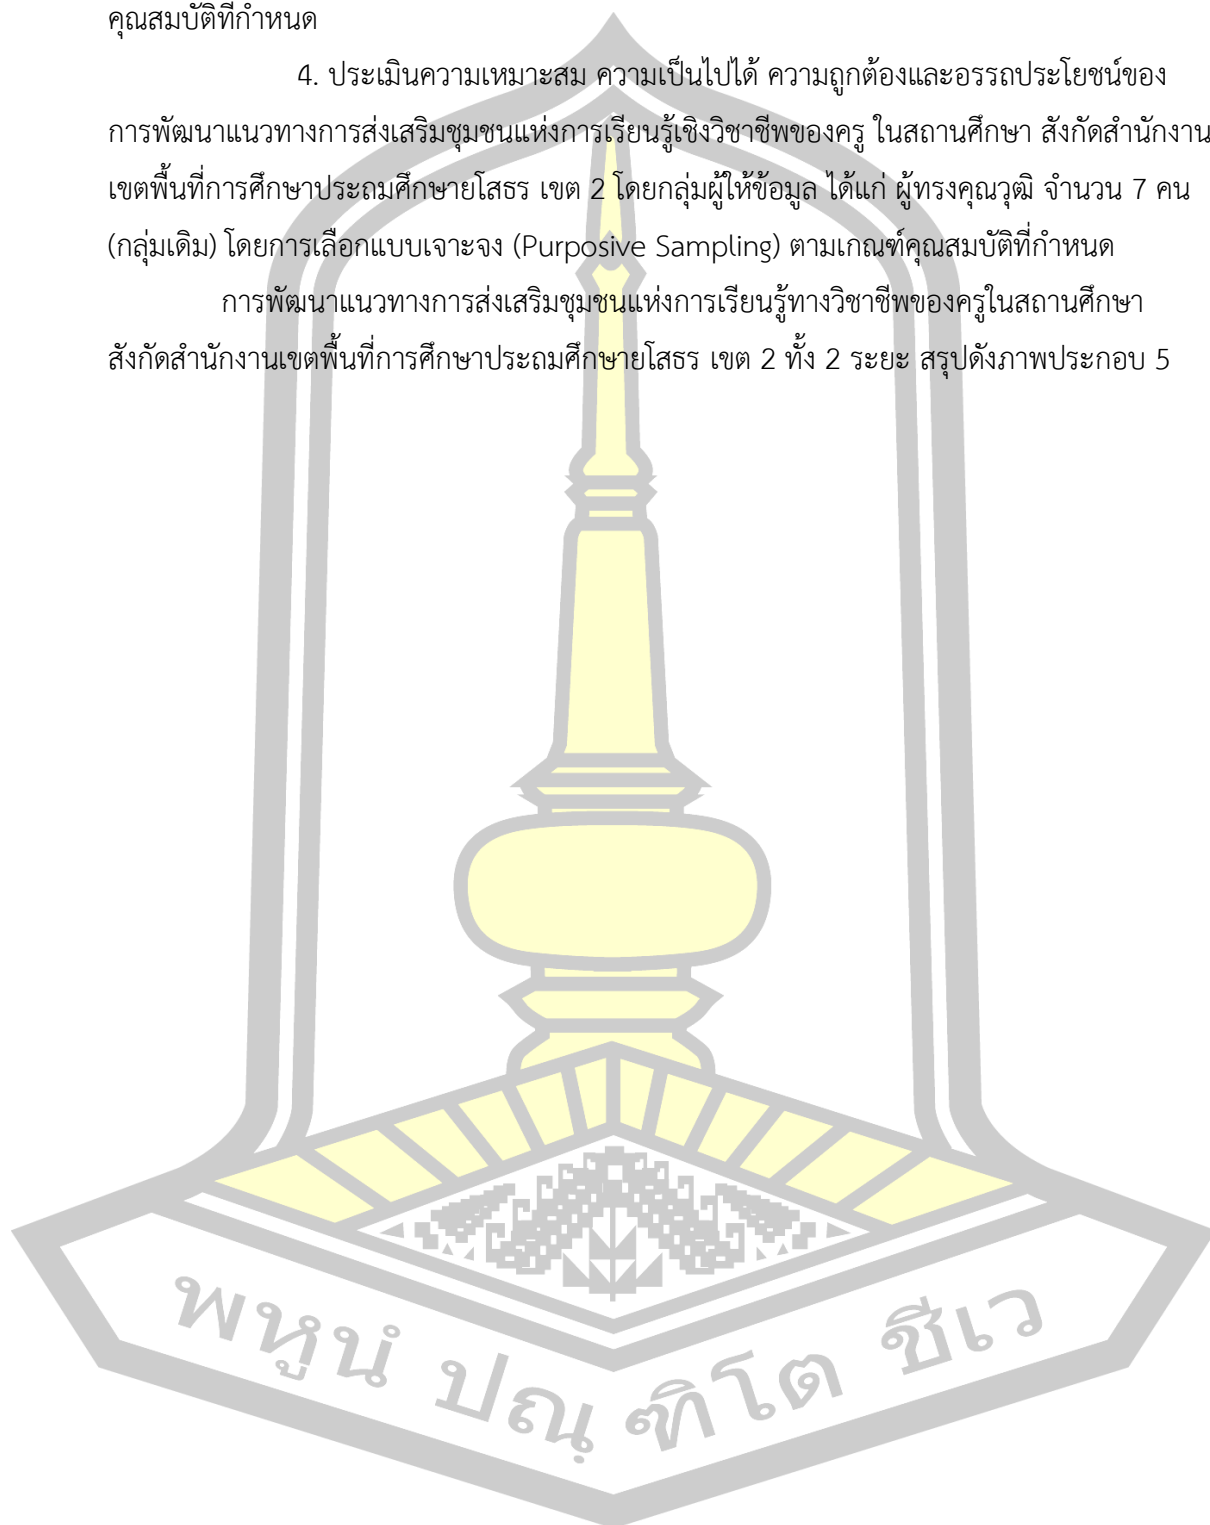 คุณสมบัติที่กำหนด
4. ประเมินความเหมาะสม ความเป็นไปได้ ความถูกต้องและอรรถประโยชน์ของ
การพัฒนาแนวทางการส่งเสริมชุมชนแห่งการเรียนรู้เชิงวิชาชีพของครู ในสถานศึกษา สังกัดสำนักงาน
เขตพื้นที่การศึกษาประถมศึกษายโสธร เขต 2 โดยกลุ่มผู้ให้ข้อมูล ได้แก่ ผู้ทรงคุณวุฒิ จำนวน 7 คน
(กลุ่มเดิม) โดยการเลือกแบบเจาะจง (Purposive Sampling) ตามเกณฑ์คุณสมบัติที่กำหนด
การพัฒนาแนวทางการส่งเสริมชุมชนแห่งการเรียนรู้ทางวิชาชีพของครูในสถานศึกษา
สังกัดสำนักงานเขตพื้นที่การศึกษาประถมศึกษายโสธร เขต 2 ทั้ง 2 ระยะ สรุปดังภาพประกอบ 5
พหูนํ ปณฺ ฑิโต ชีเว